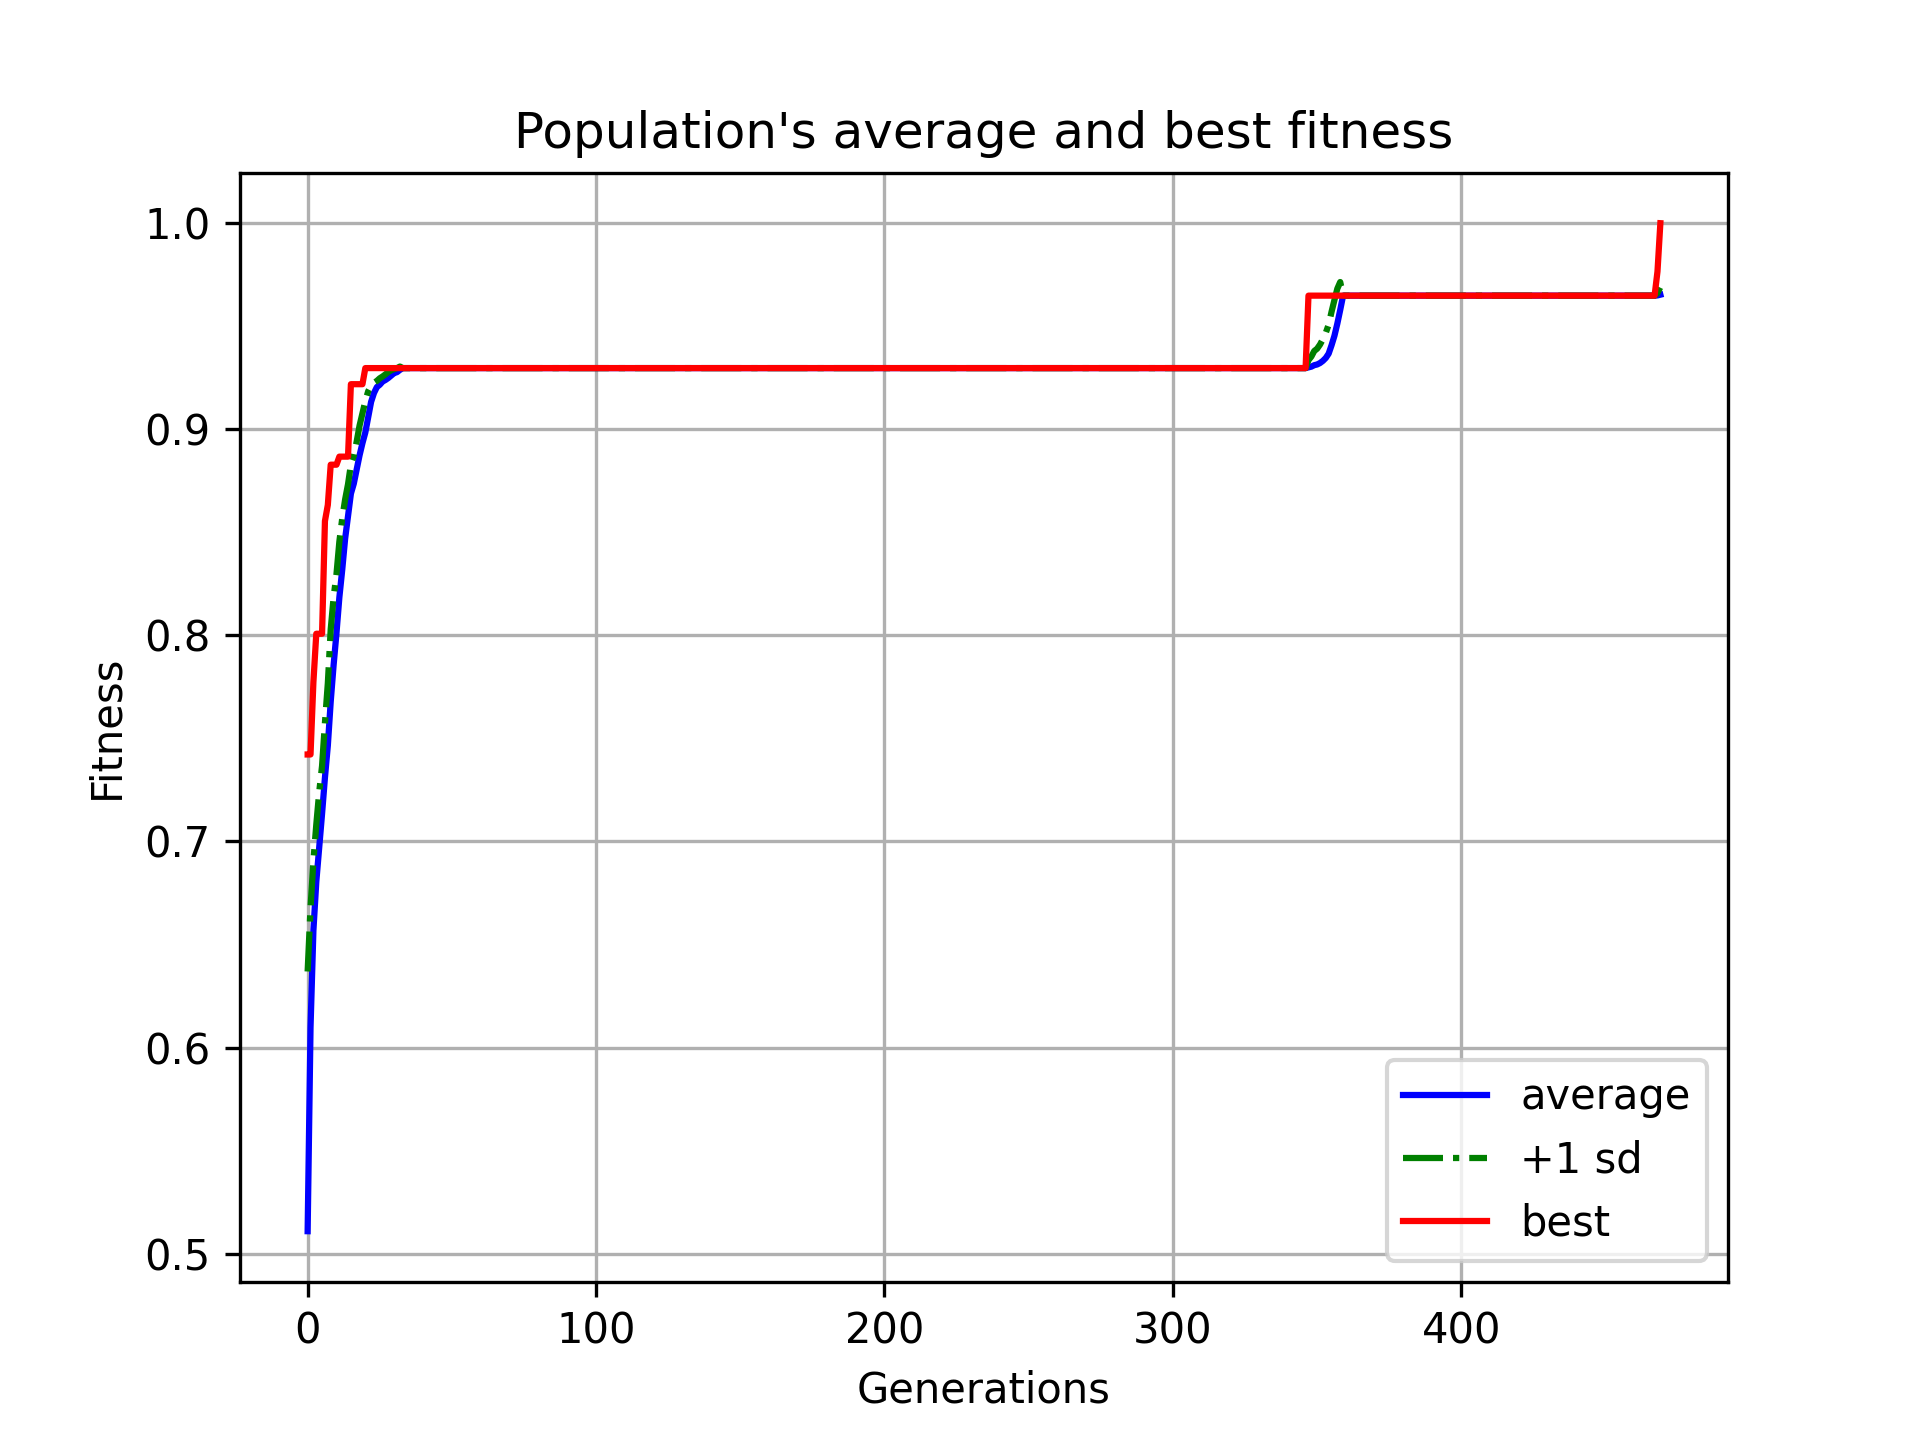 Population's average and best fitness
1.0
0.9
0.8
0.7
0.6
0.5
Fitness
0 100 200 300 400
Generations
average
+1 sd
best